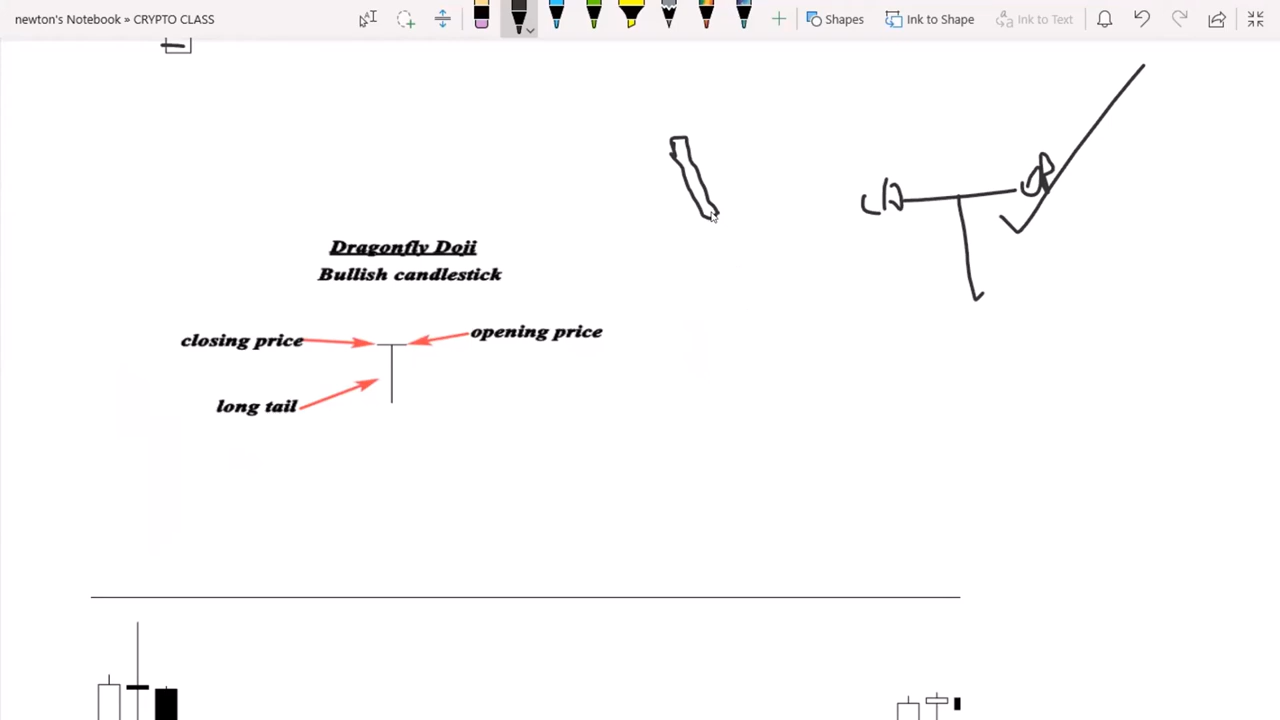 newton's Notebook » CRYPTO CLASS
Shapes
Ink to Shape
Ink to Text
Dragonfly Doji
Bullish candlestick
closing price
opening price
long tail